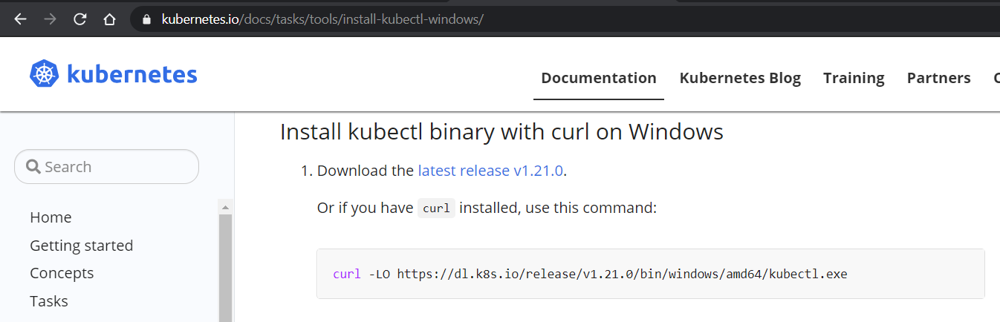 kubernetes.io/docs/tasks/tools/install-kubectl-windows/
kubernetes
Documentation Kubernetes Blog Training Partners
Search
Home
Getting started
Concepts
Tasks
Install kubectl binary with curl on Windows
1. Download the latest release v1.21.0.
Or if you have curl installed, use this command:
curl -LO https://dl.k8s.io/release/v1.21.0/bin/windows/amd64/kubectl.exe